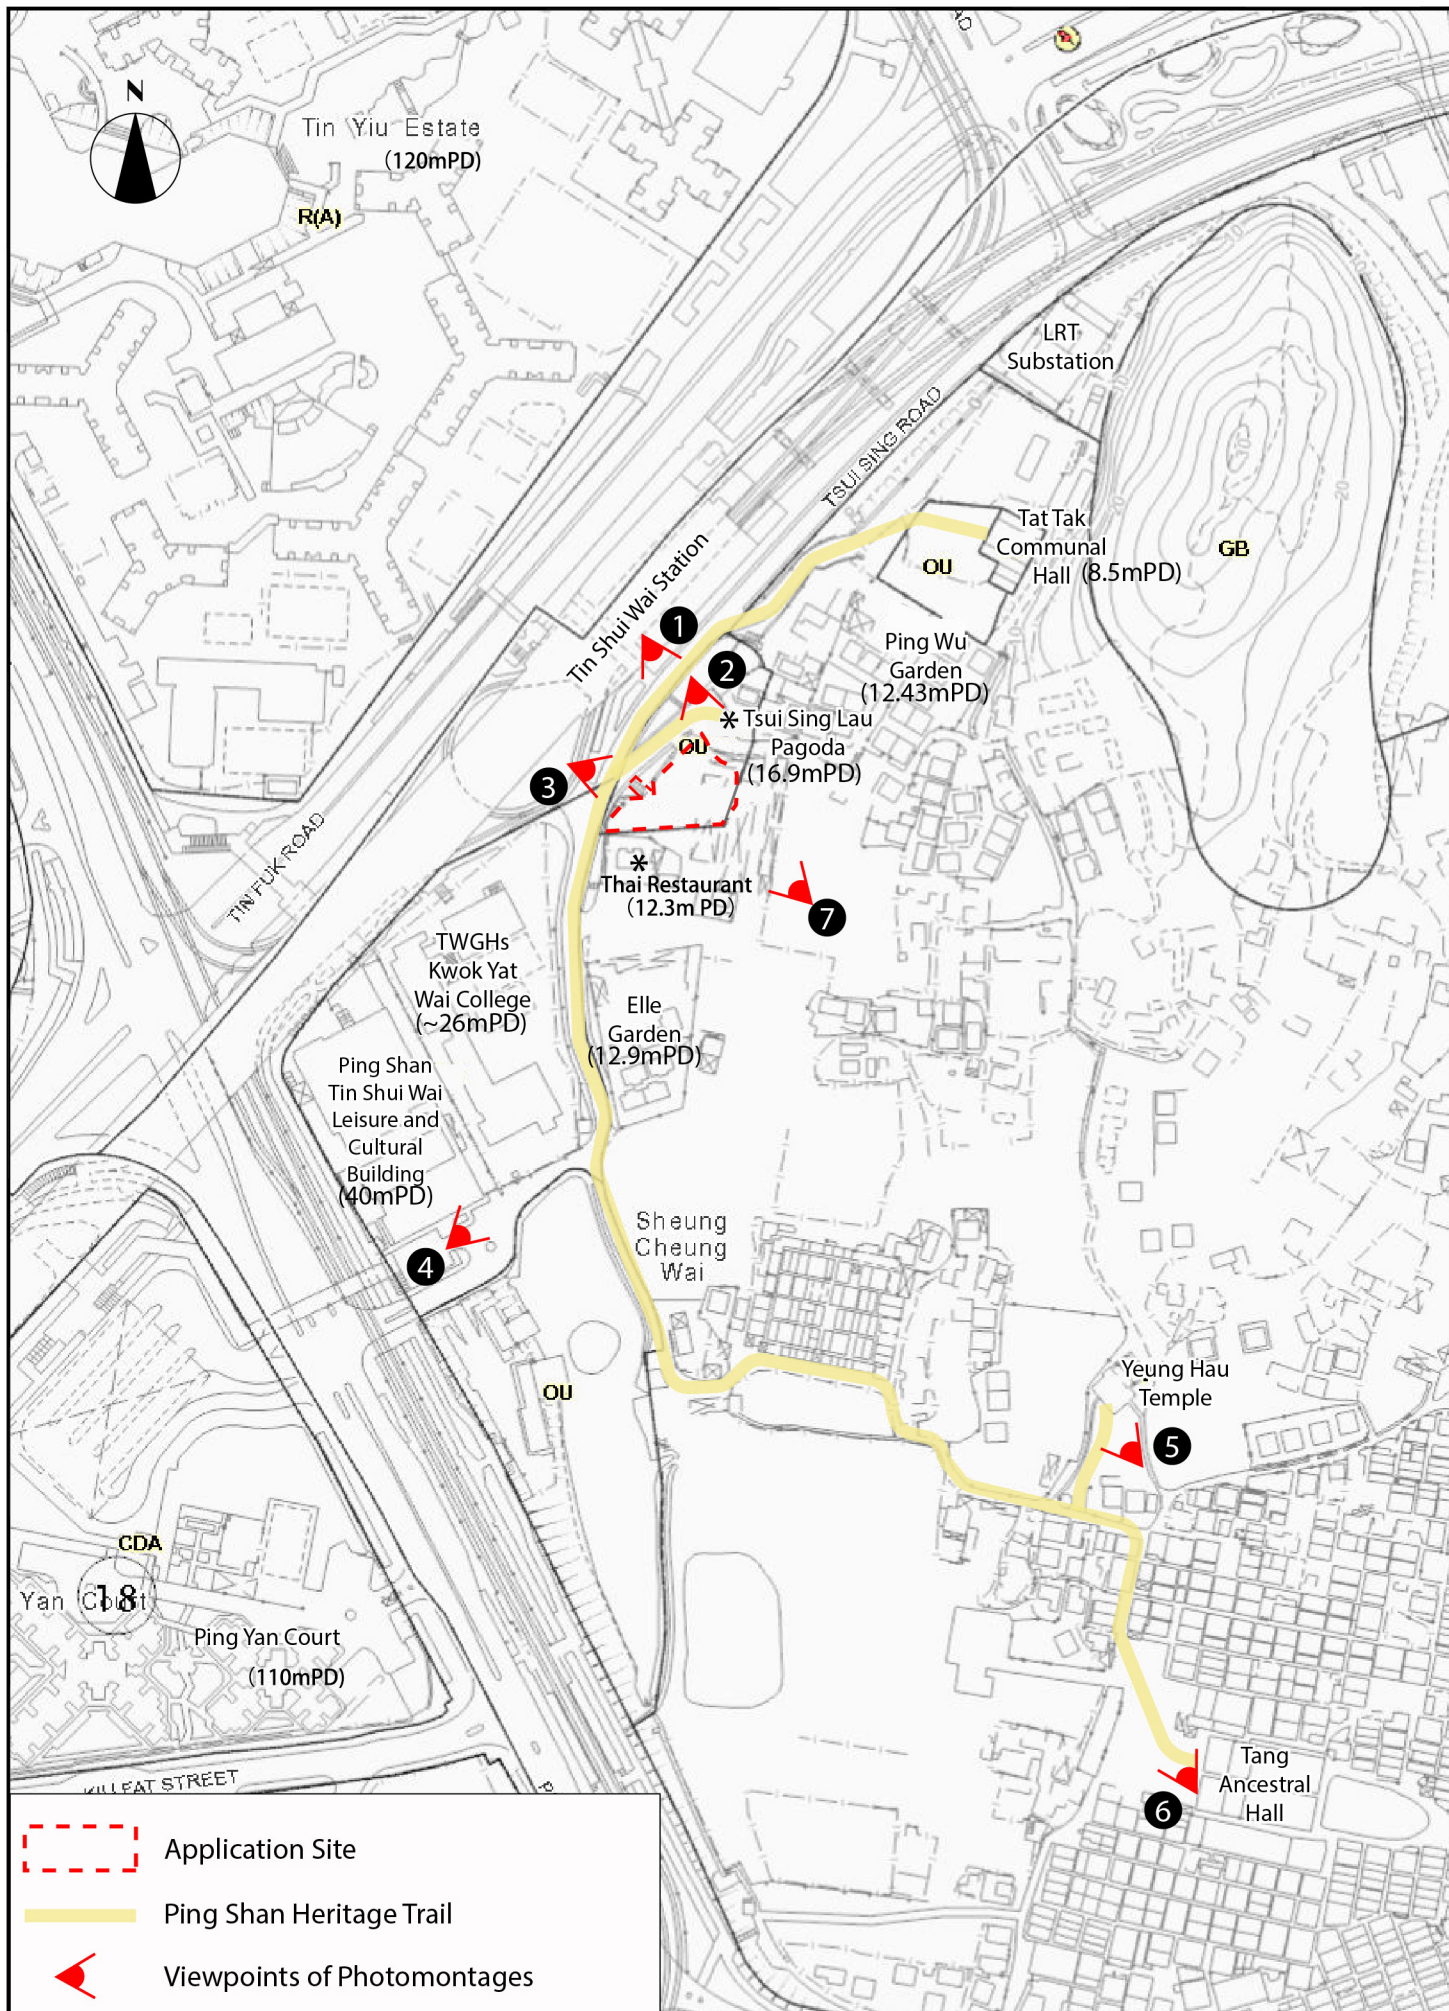 N
Tin Yiu Estate
(120mPD)
R(A)
LRT
Substation
TSUI SING ROAD
Tat Tak
Communal
Hall (8.5mPD)
GB
OU
Tin Shui Wai Station
1
2
Ping Wu
Garden
(12.43mPD)
Tsui Sing Lau
Pagoda
(16.9mPD)
OU
3
TIN FUK ROAD
Thai Restaurant
(12.3m PD)
7
TWGHs
Kwok Yat
Wai College
(~26mPD)
Elle
Garden
(12.9mPD)
Ping Shan
Tin Shui Wai
Leisure and
Cultural
Building
(40mPD)
4
Sheung
Cheung
Wai
OU
Yeung Hau
Temple
5
CDA
18
Yan Court
Ping Yan Court
(110mPD)
Tang
Ancestral
Hall
6
STREET
Application Site
Ping Shan Heritage Trail
Viewpoints of Photomontages